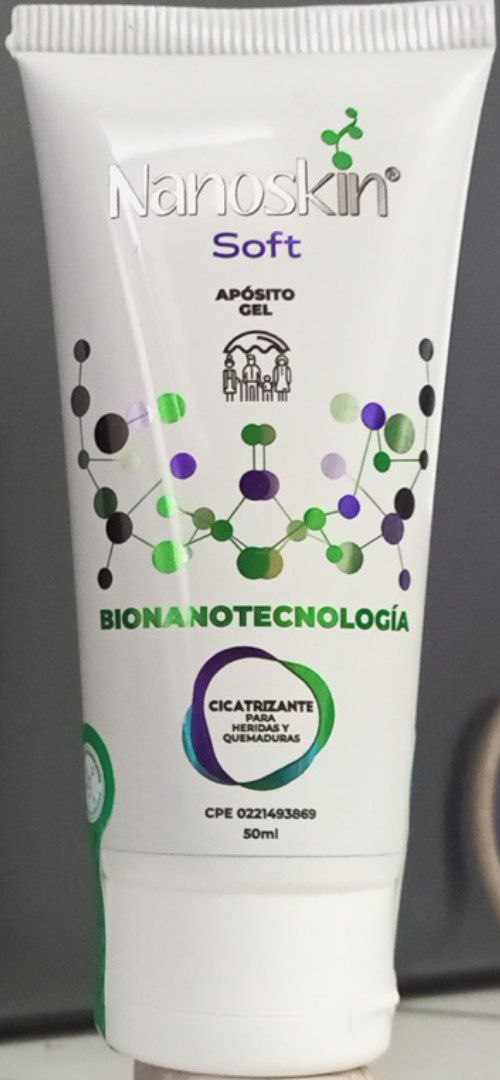 Nanoskin®
Soft
APÓSITO
GEL
BIONANOTECNOLOGÍA
CICATRIZANTE
PARA
HERIDAS Y
QUEMADURAS
CPE 0221493869
50ml